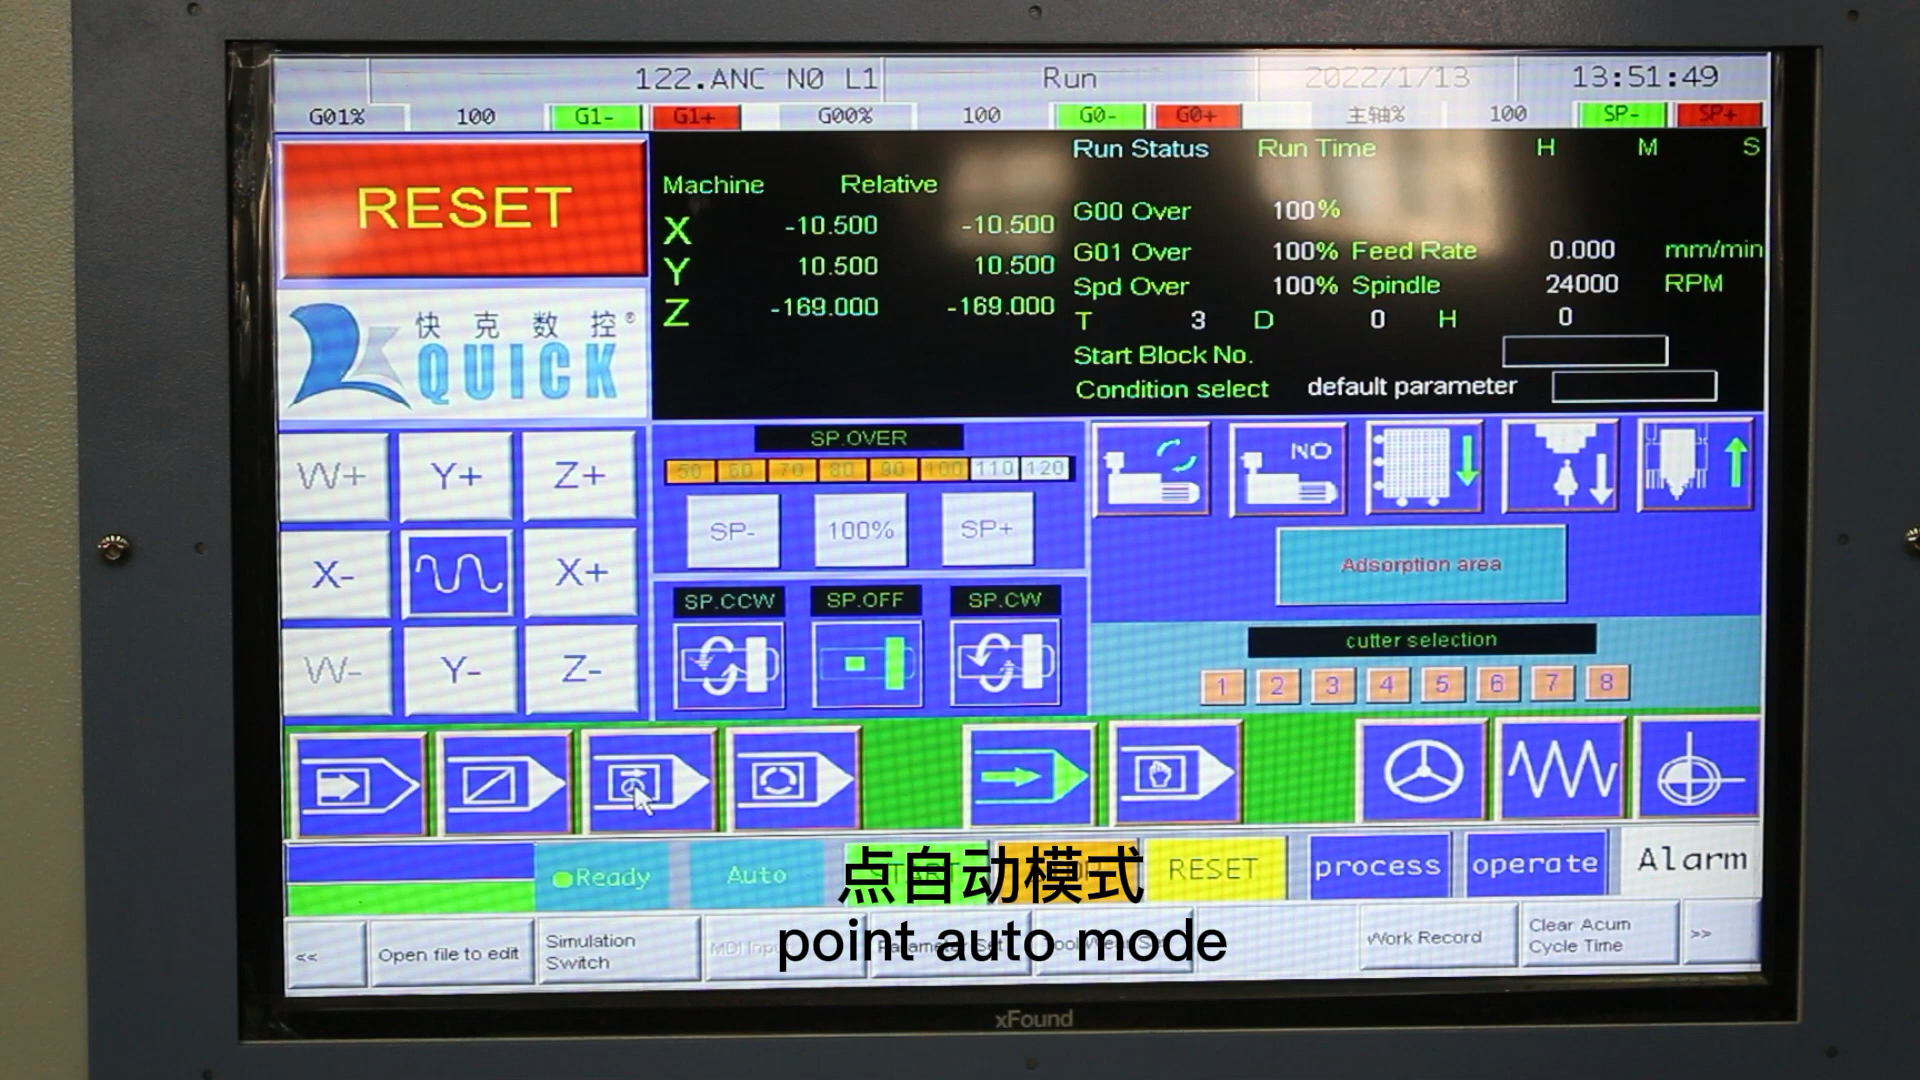 122.ANC N0 L1 Run 2022/1/13 13:51:49
G01% 100 G1- G1+ G00% 100 G0- G0+ 主轴% 100 SP- SP+
RESET
快克数控®
QUICK
Machine Relative
X -10.500 -10.500
Y 10.500 10.500
Z -169.000 -169.000
Run Status Run Time H M S
G00 Over 100%
G01 Over 100% Feed Rate 0.000 mm/min
Spd Over 100% Spindle 24000 RPM
T 3 D 0 H 0
Start Block No.
Condition select default parameter
W+ Y+ Z+
X- X+
W- Y- Z-
SP.OVER
50 60 70 80 90 100 110 120
SP- 100% SP+
SP.CCW SP.OFF SP.CW
NO
Adsorption area
cutter selection
1 2 3 4 5 6 7 8
Ready Auto RESET process operate Alarm
点自动模式
point auto mode
<< Open file to edit Simulation Switch MDI Work Record Clear Acum Cycle Time >>
xFound